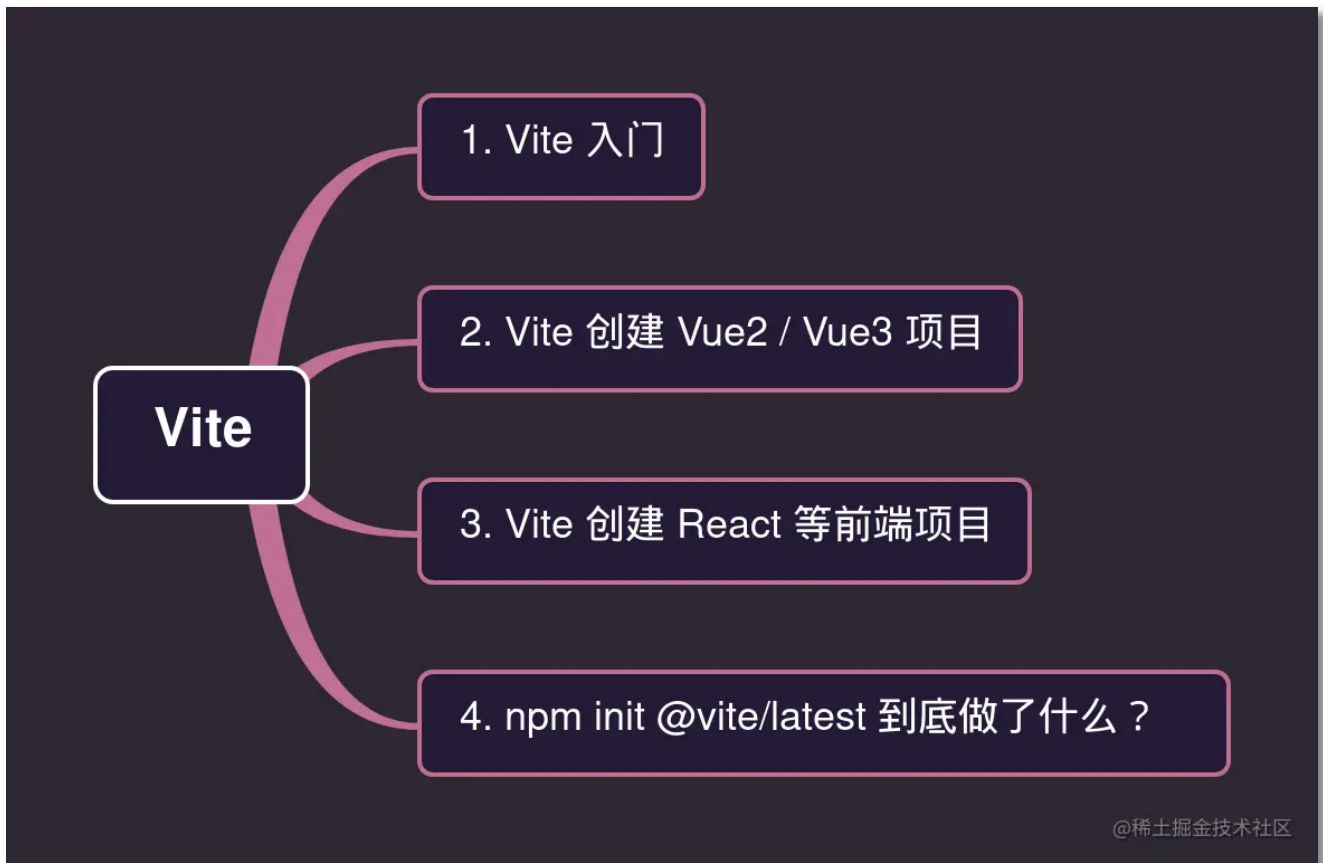 1. Vite 入门
2. Vite 创建 Vue2 / Vue3 项目
Vite
3. Vite 创建 React 等前端项目
4. npm init @vite/latest 到底做了什么？
@稀土掘金技术社区